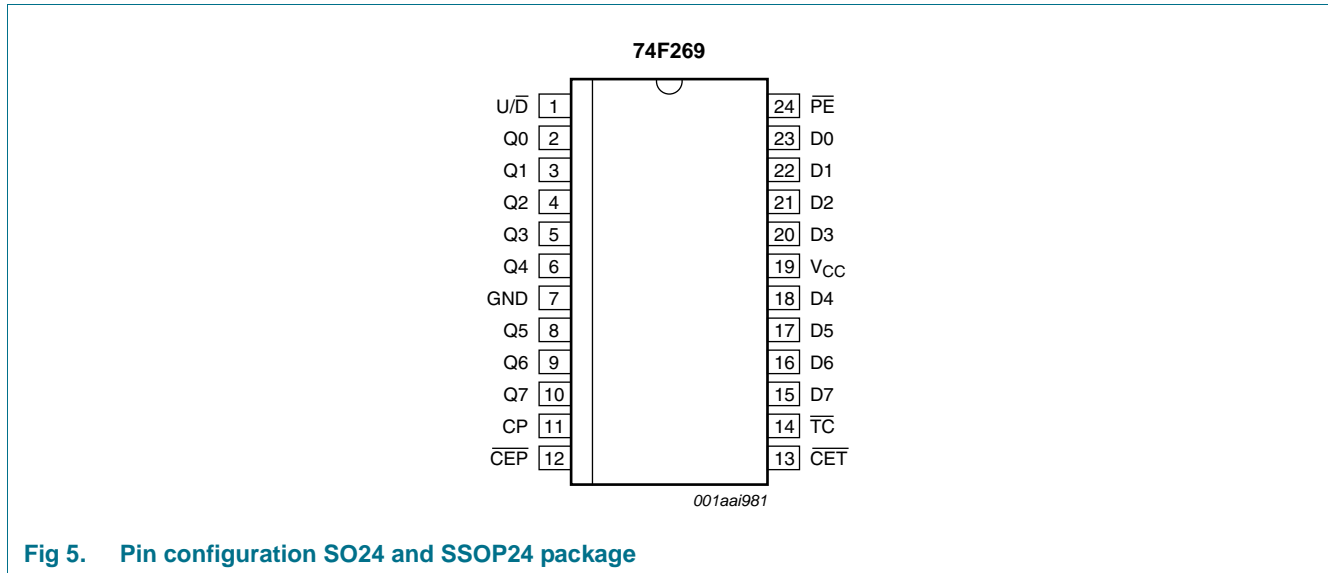 74F269
U/D̅ 1 24 P̅E̅
Q0 2 23 D0
Q1 3 22 D1
Q2 4 21 D2
Q3 5 20 D3
Q4 6 19 VCC
GND 7 18 D4
Q5 8 17 D5
Q6 9 16 D6
Q7 10 15 D7
CP 11 14 T̅C̅
C̅E̅P̅ 12 13 C̅E̅T̅
001aai981
Fig 5. Pin configuration SO24 and SSOP24 package